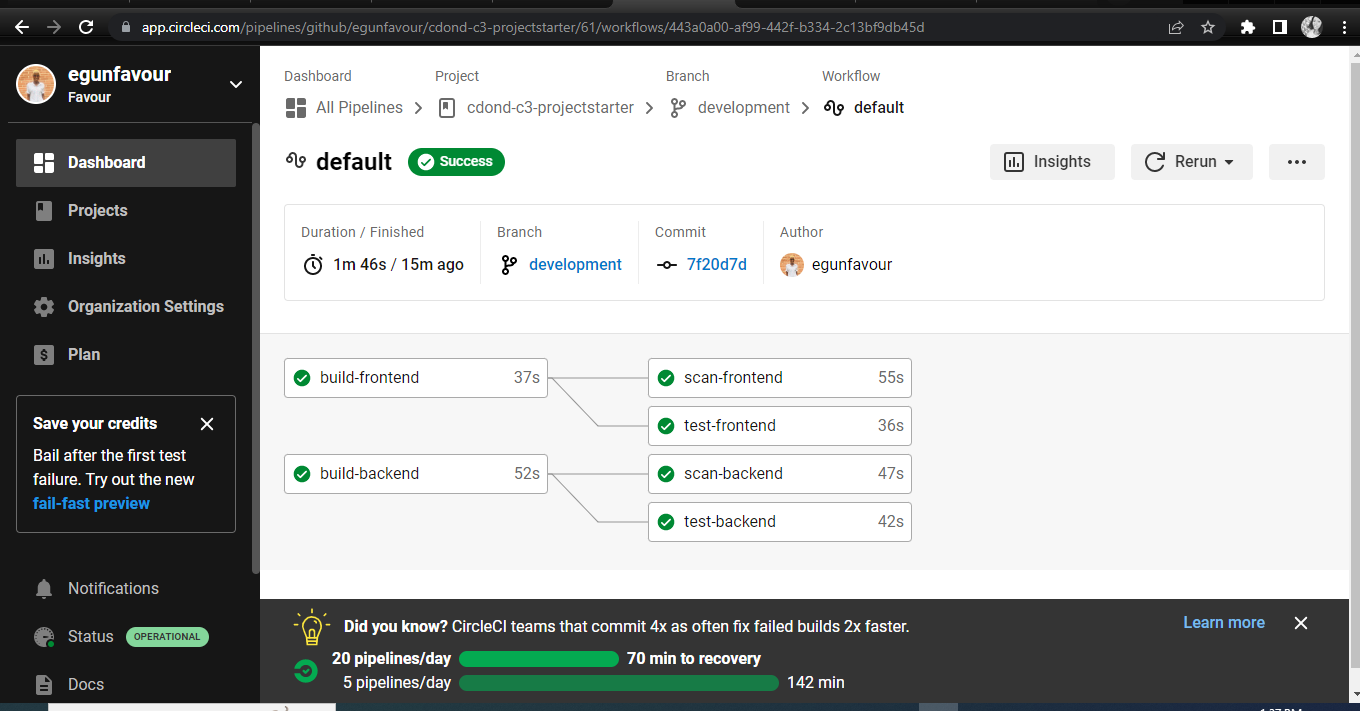 app.circleci.com/pipelines/github/egunfavour/cdond-c3-projectstarter/61/workflows/443a0a00-af99-442f-b334-2c13bf9db45d
egunfavour
Favour
Dashboard
Projects
Insights
Organization Settings
Plan
Save your credits
Bail after the first test
failure. Try out the new
fail-fast preview
Notifications
Status OPERATIONAL
Docs
Dashboard Project Branch Workflow
All Pipelines cdond-c3-projectstarter development default
default Success Insights Rerun
Duration / Finished Branch Commit Author
1m 46s / 15m ago development 7f20d7d egunfavour
build-frontend 37s scan-frontend 55s
test-frontend 36s
build-backend 52s scan-backend 47s
test-backend 42s
Did you know? CircleCI teams that commit 4x as often fix failed builds 2x faster. Learn more
20 pipelines/day 70 min to recovery
5 pipelines/day 142 min